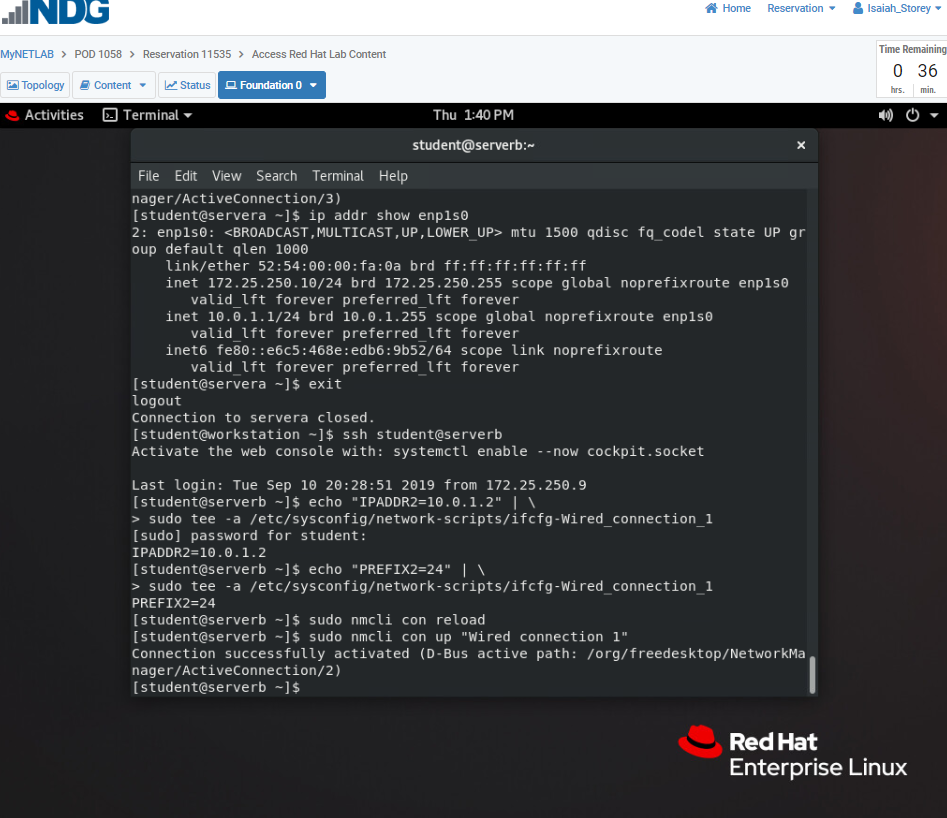 NDG
Home Reservation Isaiah_Storey
MyNETLAB > POD 1058 > Reservation 11535 > Access Red Hat Lab Content
Time Remaining
0 36
hrs. min.
Topology Content Status Foundation 0
Activities Terminal Thu 1:40 PM
student@serverb:~ ×
File Edit View Search Terminal Help
nager/ActiveConnection/3)
[student@servera ~]$ ip addr show enp1s0
2: enp1s0: <BROADCAST,MULTICAST,UP,LOWER_UP> mtu 1500 qdisc fq_codel state UP gr
oup default qlen 1000
    link/ether 52:54:00:00:fa:0a brd ff:ff:ff:ff:ff:ff
    inet 172.25.250.10/24 brd 172.25.250.255 scope global noprefixroute enp1s0
       valid_lft forever preferred_lft forever
    inet 10.0.1.1/24 brd 10.0.1.255 scope global noprefixroute enp1s0
       valid_lft forever preferred_lft forever
    inet6 fe80::e6c5:468e:edb6:9b52/64 scope link noprefixroute
       valid_lft forever preferred_lft forever
[student@servera ~]$ exit
logout
Connection to servera closed.
[student@workstation ~]$ ssh student@serverb
Activate the web console with: systemctl enable --now cockpit.socket

Last login: Tue Sep 10 20:28:51 2019 from 172.25.250.9
[student@serverb ~]$ echo "IPADDR2=10.0.1.2" | \
> sudo tee -a /etc/sysconfig/network-scripts/ifcfg-Wired_connection_1
[sudo] password for student:
IPADDR2=10.0.1.2
[student@serverb ~]$ echo "PREFIX2=24" | \
> sudo tee -a /etc/sysconfig/network-scripts/ifcfg-Wired_connection_1
PREFIX2=24
[student@serverb ~]$ sudo nmcli con reload
[student@serverb ~]$ sudo nmcli con up "Wired connection 1"
Connection successfully activated (D-Bus active path: /org/freedesktop/NetworkMa
nager/ActiveConnection/2)
[student@serverb ~]$
Red Hat
Enterprise Linux